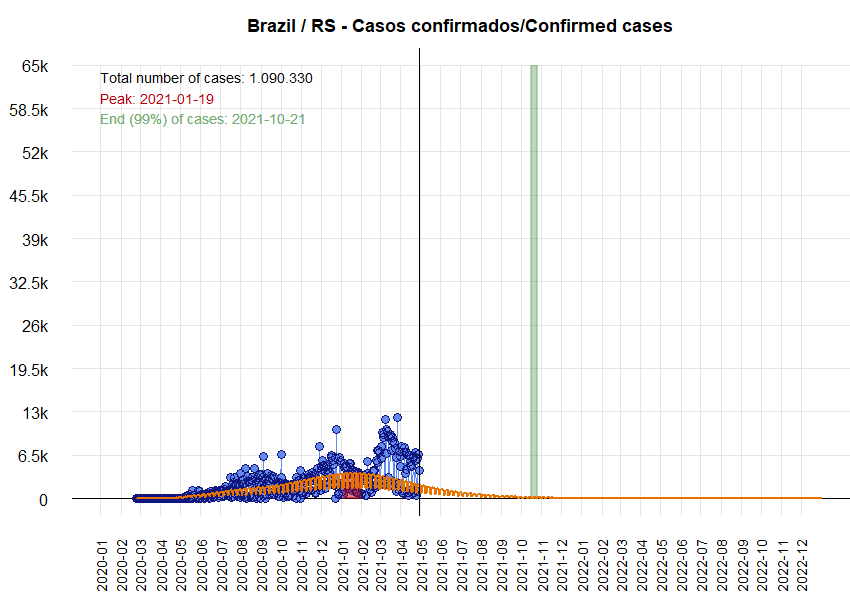 Brazil / RS - Casos confirmados/Confirmed cases
65k
Total number of cases: 1.090.330
Peak: 2021-01-19
58.5k
End (99%) of cases: 2021-10-21
52k
45.5k
39k
32.5k
26k
19.5k
13k
6.5k
0
2020-01
2020-02
2020-03
2020-04
2020-05
2020-06
2020-07
2020-08
2020-09
2020-10
2020-11
2020-12
2021-01
2021-02
2021-03
2021-04
2021-05
2021-06
2021-07
2021-08
2021-09
2021-10
2021-11
2021-12
2022-01
2022-02
2022-03
2022-04
2022-05
2022-06
2022-07
2022-08
2022-09
2022-10
2022-11
2022-12